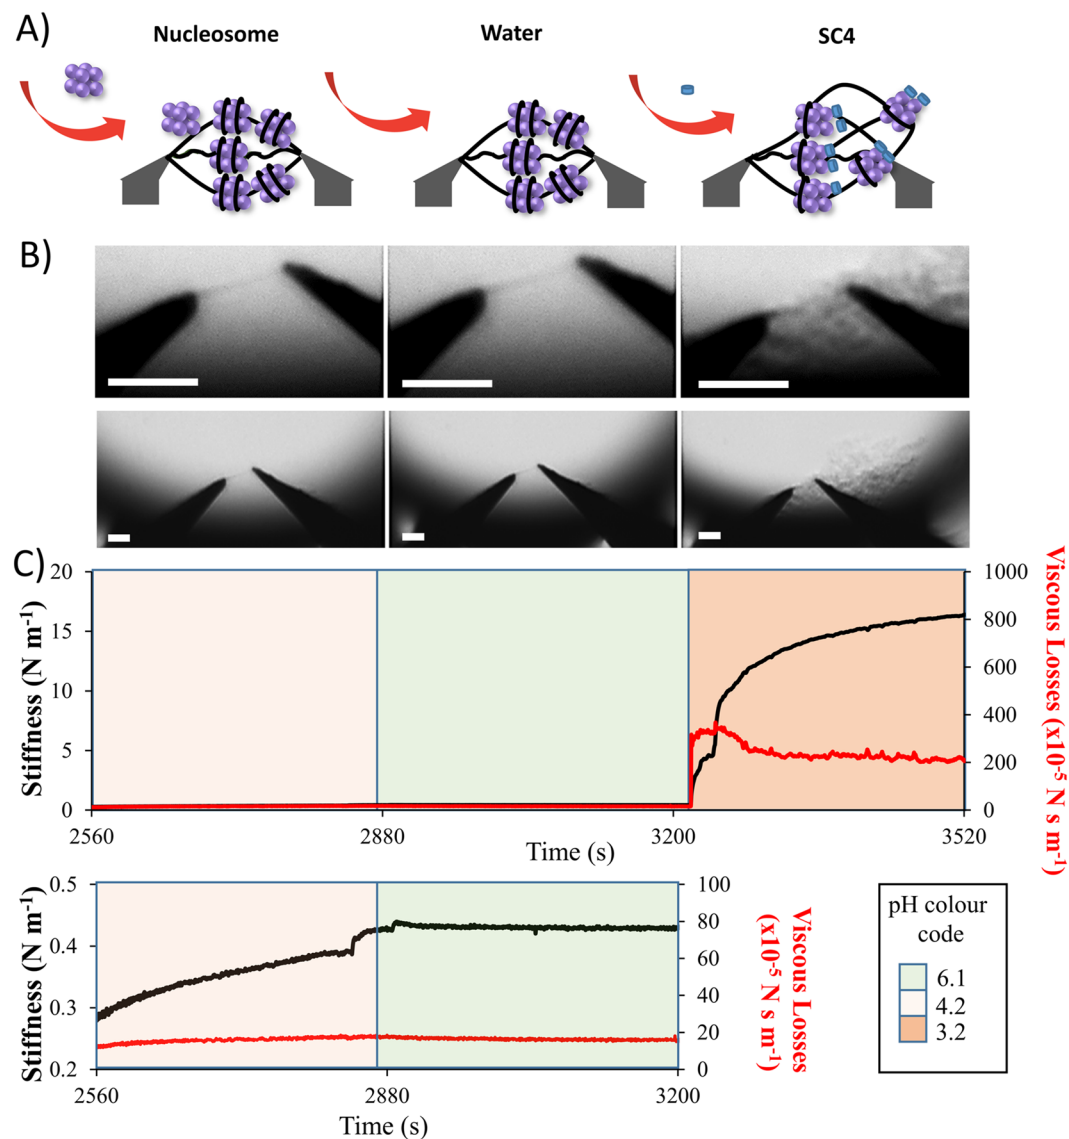 A)
Nucleosome
Water
SC4
B)
C)
Stiffness (N m-1)
20
15
10
5
0
2560
2880
3200
3520
Time (s)
1000
800
600
400
200
0
Viscous Losses (x10-5 N s m-1)
Stiffness (N m-1)
0.5
0.4
0.3
0.2
2560
2880
3200
Time (s)
100
80
60
40
20
0
Viscous Losses
(x10-5 N s m-1)
pH colour
code
6.1
4.2
3.2